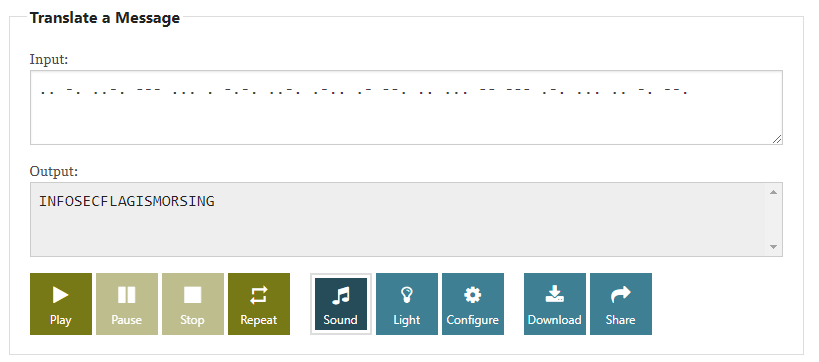 Translate a Message
Input:
.. -. ..-. --- ... . -.-. ..-. .-.. .- --. .. ... -- --- .-. ... .. -. --.
Output:
INFOSECFLAGISMORSING
Play Pause Stop Repeat Sound Light Configure Download Share